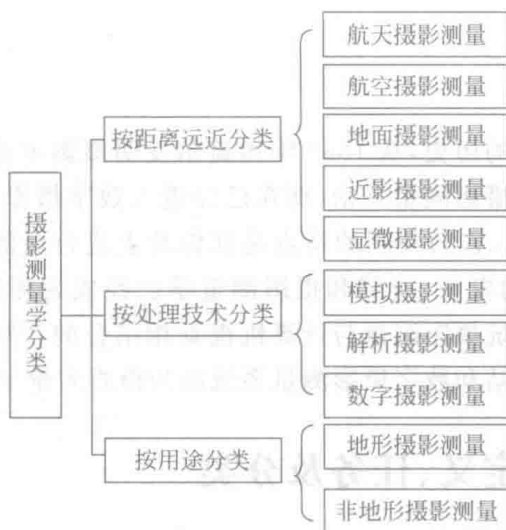 摄影测量学分类
按距离远近分类
航天摄影测量
航空摄影测量
地面摄影测量
近影摄影测量
显微摄影测量
按处理技术分类
模拟摄影测量
解析摄影测量
数字摄影测量
按用途分类
地形摄影测量
非地形摄影测量